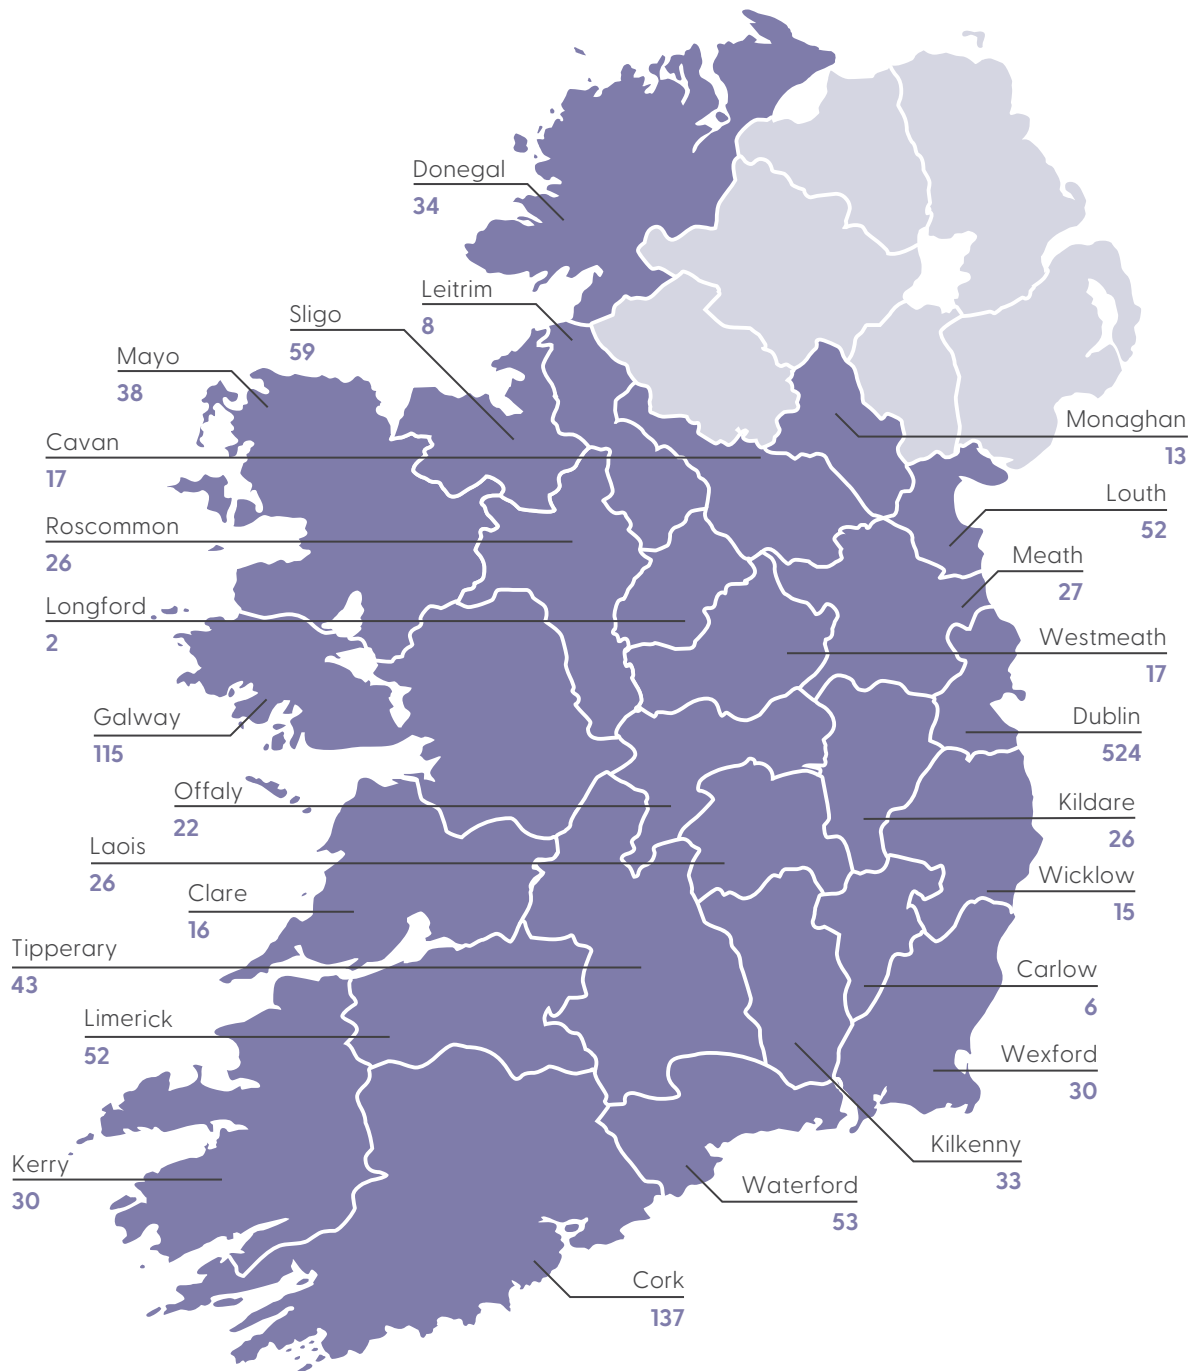 Donegal
34
Leitrim
8
Sligo
59
Mayo
38
Cavan
17
Roscommon
26
Longford
2
Galway
115
Offaly
22
Laois
26
Clare
16
Tipperary
43
Limerick
52
Kerry
30
Monaghan
13
Louth
52
Meath
27
Westmeath
17
Dublin
524
Kildare
26
Wicklow
15
Carlow
6
Wexford
30
Kilkenny
33
Waterford
53
Cork
137